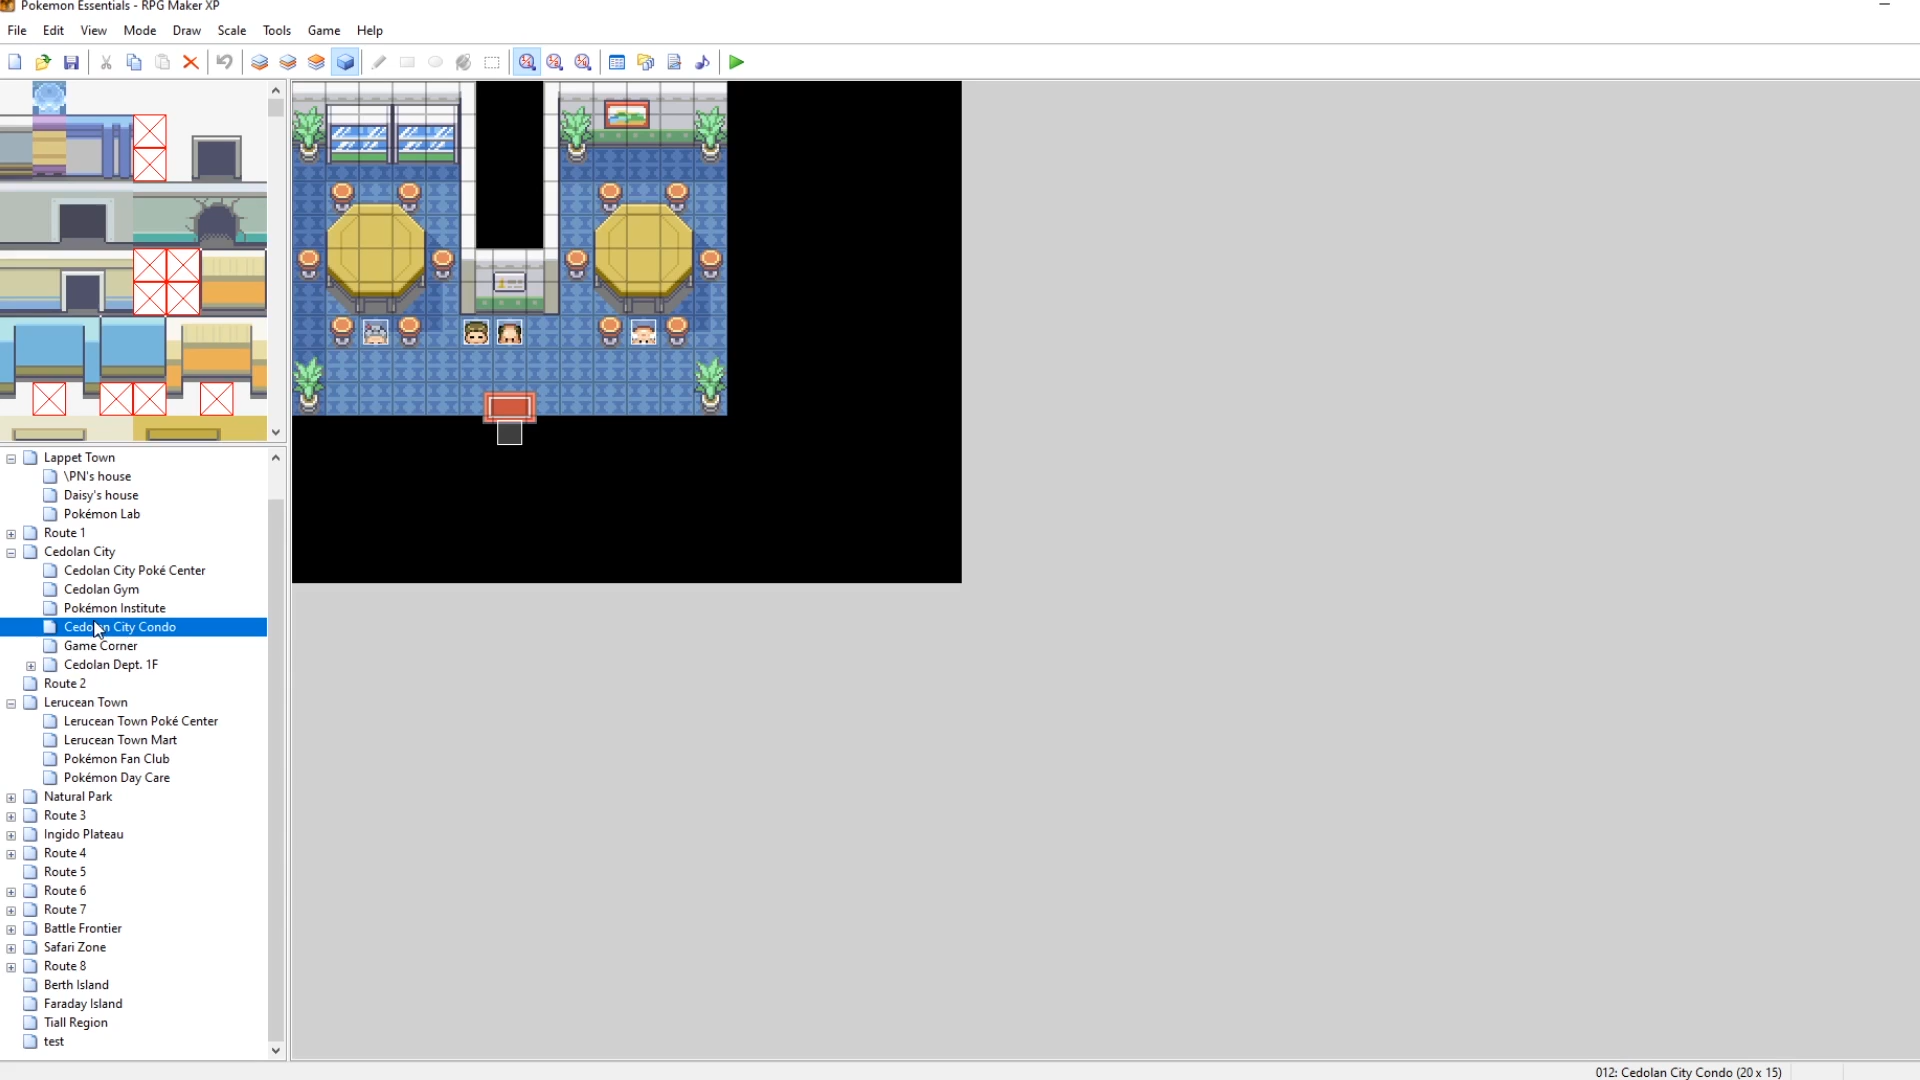 Pokemon Essentials - RPG Maker XP
File Edit View Mode Draw Scale Tools Game Help
Lappet Town
\PN's house
Daisy's house
Pokémon Lab
Route 1
Cedolan City
Cedolan City Poké Center
Cedolan Gym
Pokémon Institute
Cedolan City Condo
Game Corner
Cedolan Dept. 1F
Route 2
Lerucean Town
Lerucean Town Poké Center
Lerucean Town Mart
Pokémon Fan Club
Pokémon Day Care
Natural Park
Route 3
Ingido Plateau
Route 4
Route 5
Route 6
Route 7
Battle Frontier
Safari Zone
Route 8
Berth Island
Faraday Island
Tiall Region
test
012: Cedolan City Condo (20 x 15)